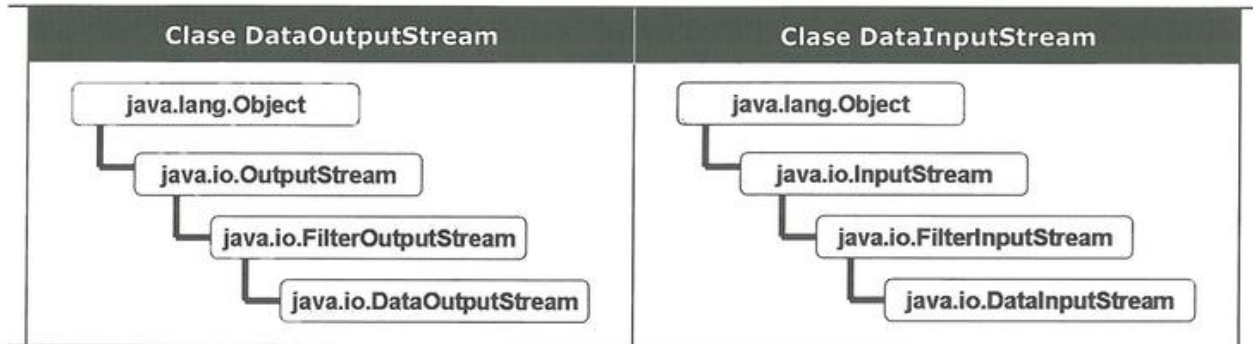 Clase DataOutputStream
java.lang.Object
java.io.OutputStream
java.io.FilterOutputStream
java.io.DataOutputStream
Clase DataInputStream
java.lang.Object
java.io.InputStream
java.io.FilterInputStream
java.io.DataInputStream